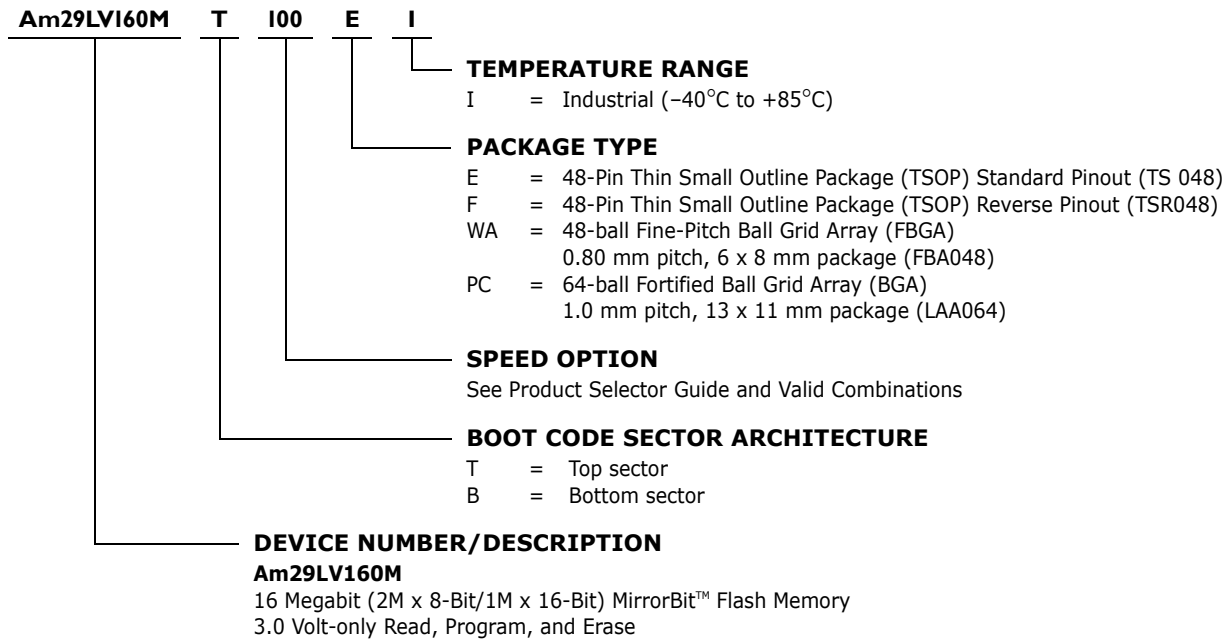 Am29LV160M T 100 E I
TEMPERATURE RANGE
I = Industrial (–40°C to +85°C)
PACKAGE TYPE
E = 48-Pin Thin Small Outline Package (TSOP) Standard Pinout (TS 048)
F = 48-Pin Thin Small Outline Package (TSOP) Reverse Pinout (TSR048)
WA = 48-ball Fine-Pitch Ball Grid Array (FBGA)
0.80 mm pitch, 6 x 8 mm package (FBA048)
PC = 64-ball Fortified Ball Grid Array (BGA)
1.0 mm pitch, 13 x 11 mm package (LAA064)
SPEED OPTION
See Product Selector Guide and Valid Combinations
BOOT CODE SECTOR ARCHITECTURE
T = Top sector
B = Bottom sector
DEVICE NUMBER/DESCRIPTION
Am29LV160M
16 Megabit (2M x 8-Bit/1M x 16-Bit) MirrorBit™ Flash Memory
3.0 Volt-only Read, Program, and Erase